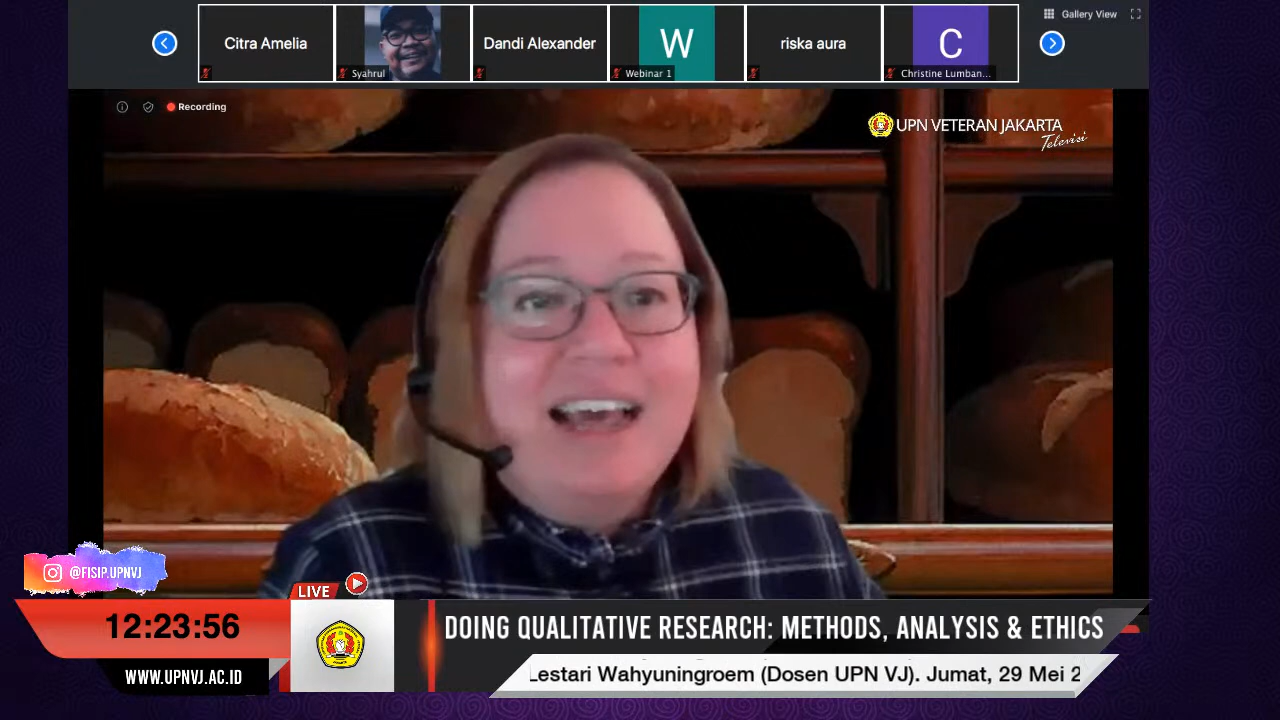 Gallery View
Citra Amelia
Syahrul
Dandi Alexander
W
Webinar 1
riska aura
C
Christine Lumban...
Recording
UPN VETERAN JAKARTA
Televisi
@FISIP.UPNVJ
LIVE
12:23:56
DOING QUALITATIVE RESEARCH: METHODS, ANALYSIS & ETHICS
WWW.UPNVJ.AC.ID
Lestari Wahyuningroem (Dosen UPN VJ). Jumat, 29 Mei 2